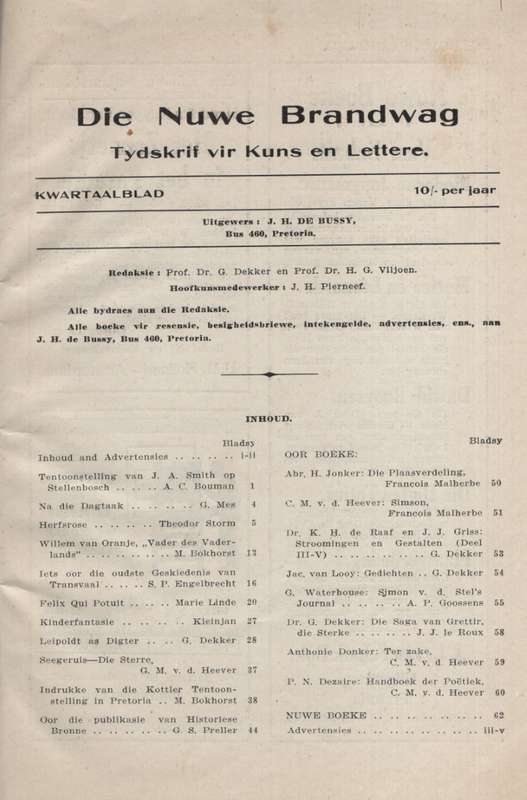 Die Nuwe Brandwag
Tydskrif vir Kuns en Lettere.
KWARTAALBLAD
10/- per jaar
Uitgewers : J. H. DE BUSSY,
Bus 460, Pretoria.
Redaksie : Prof. Dr. G. Dekker en Prof. Dr. H. G. Viljoen.
Hoofkunsmedewerker : J. H. Pierneef.
Alle bydraes aan die Redaksie.
Alle boeke vir resensie, besigheidsbriewe, intekengelde, advertensies, ens., aan
J. H. de Bussy, Bus 460, Pretoria.
INHOUD.
Bladsy
Inhoud and Advertensies . . . . . . i-ii
Tentoonstelling van J. A. Smith op
Stellenbosch . . . . . A. C. Bouman 1
Na die Dagtaak . . . . . . . G. Mes 4
Herfsrose . . . . . . . Theodor Storm 5
Willem van Oranje, „Vader des Vader-
lands" . . . . . . . . . . M. Bokhorst 13
Iets oor die oudste Geskiedenis van
Transvaal . . . . . S. P. Engelbrecht 16
Felix Qui Potuit . . . . . Marie Linde 20
Kinderfantasie . . . . . . Kleinjan 27
Leipoldt as Digter . . . . G. Dekker 28
Seegeruis—Die Sterre,
G. M. v. d. Heever 37
Indrukke van die Kottler Tentoon-
stelling in Pretoria . . M. Bokhorst 38
Oor die publikasie van Historiese
Bronne . . . . . . . . G. S. Preller 44
Bladsy
OOR BOEKE:
Abr. H. Jonker: Die Plaasverdeling,
Francois Malherbe 50
C. M. v. d. Heever: Simson,
Francois Malherbe 51
Dr. K. H. de Raaf en J. J. Griss:
Stroomingen en Gestalten (Deel
III-V) . . . . . . . . . . G. Dekker 53
Jac. van Looy: Gedichten . . G. Dekker 54
G. Waterhouse: Simon v. d. Stel's
Journal . . . . . . . A. P. Goossens 55
Dr. G. Dekker: Die Saga van Grettir,
die Sterke . . . . . . . J. J. le Roux 58
Anthonie Donker: Ter zake,
C. M. v. d. Heever 59
P. N. Dezaire: Handboek der Poëtiek,
C. M. v. d. Heever 60
NUWE BOEKE . . . . . . . . . . . 62
Advertensies . . . . . . . . . . . . iii-v